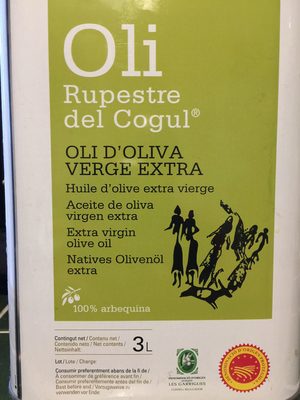 Oli
Rupestre
del Cogul®
OLI D'OLIVA
VERGE EXTRA
Huile d'olive extra vierge
Aceite de oliva
virgen extra
Extra virgin
olive oil
Natives Olivenöl
extra
100% arbequina
Contingut net / Contenu net /
Contenido neto / Net contents /
Nettoinhalt:
3 L
Lot / Lote / Charge:
Consumir preferentment abans de la fi de /
A consommer de préférence avant fin /
Consumir preferentemente antes del fin de /
Best before end / Vorzugsweise zu
verwenden vor Ende:
LES GARRIGUES